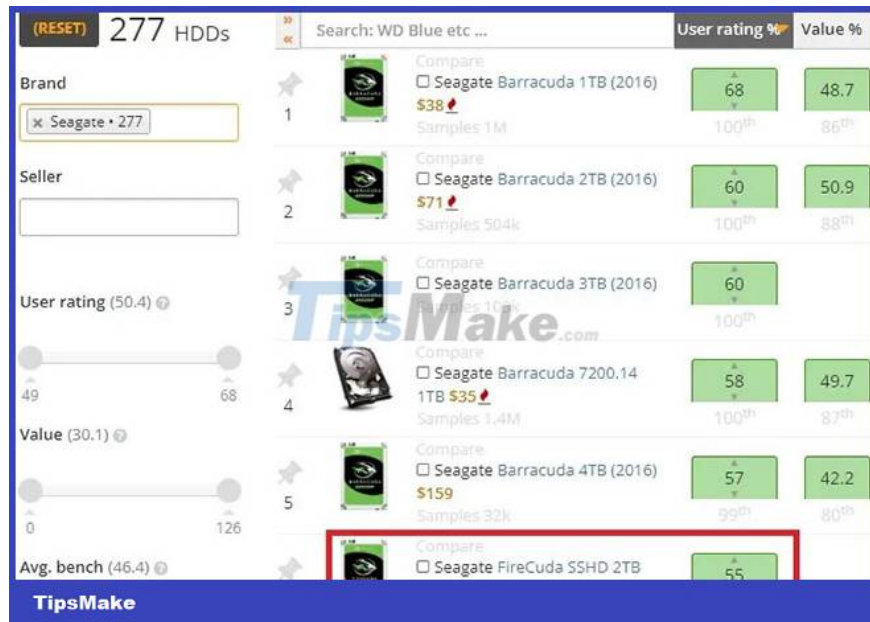 (RESET) 277 HDDs
Search: WD Blue etc ...
User rating %
Value %
Brand
× Seagate • 277
Seller
User rating (50.4)
49 68
Value (30.1)
0 126
Avg. bench (46.4)
Compare
Seagate Barracuda 1TB (2016)
$38
Samples 1M
1
68
100th
48.7
86th
Compare
Seagate Barracuda 2TB (2016)
$71
Samples 504k
2
60
100th
50.9
88th
Compare
Seagate Barracuda 3TB (2016)
3
60
100th
Compare
Seagate Barracuda 7200.14
1TB $35
Samples 1.4M
4
58
100th
49.7
87th
Compare
Seagate Barracuda 4TB (2016)
$159
Samples 32k
5
57
99th
42.2
80th
Compare
Seagate FireCuda SSHD 2TB
55
TipsMake.com
TipsMake